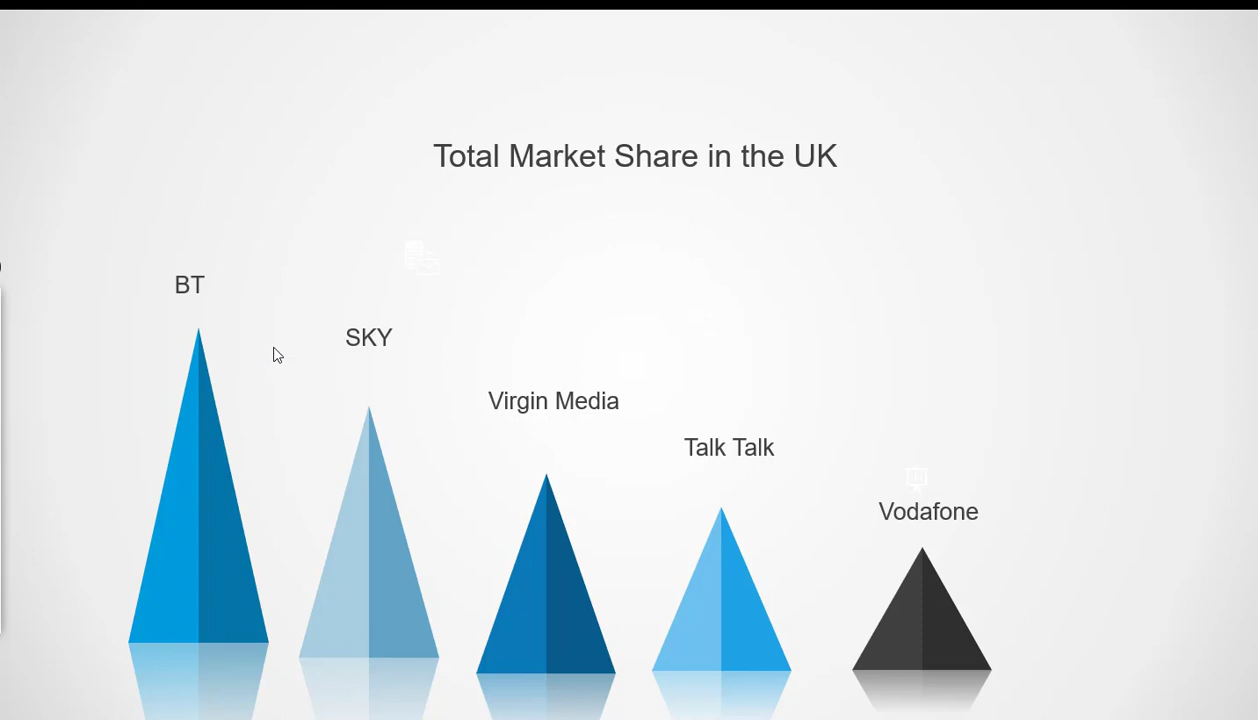 Total Market Share in the UK
BT
SKY
Virgin Media
Talk Talk
Vodafone